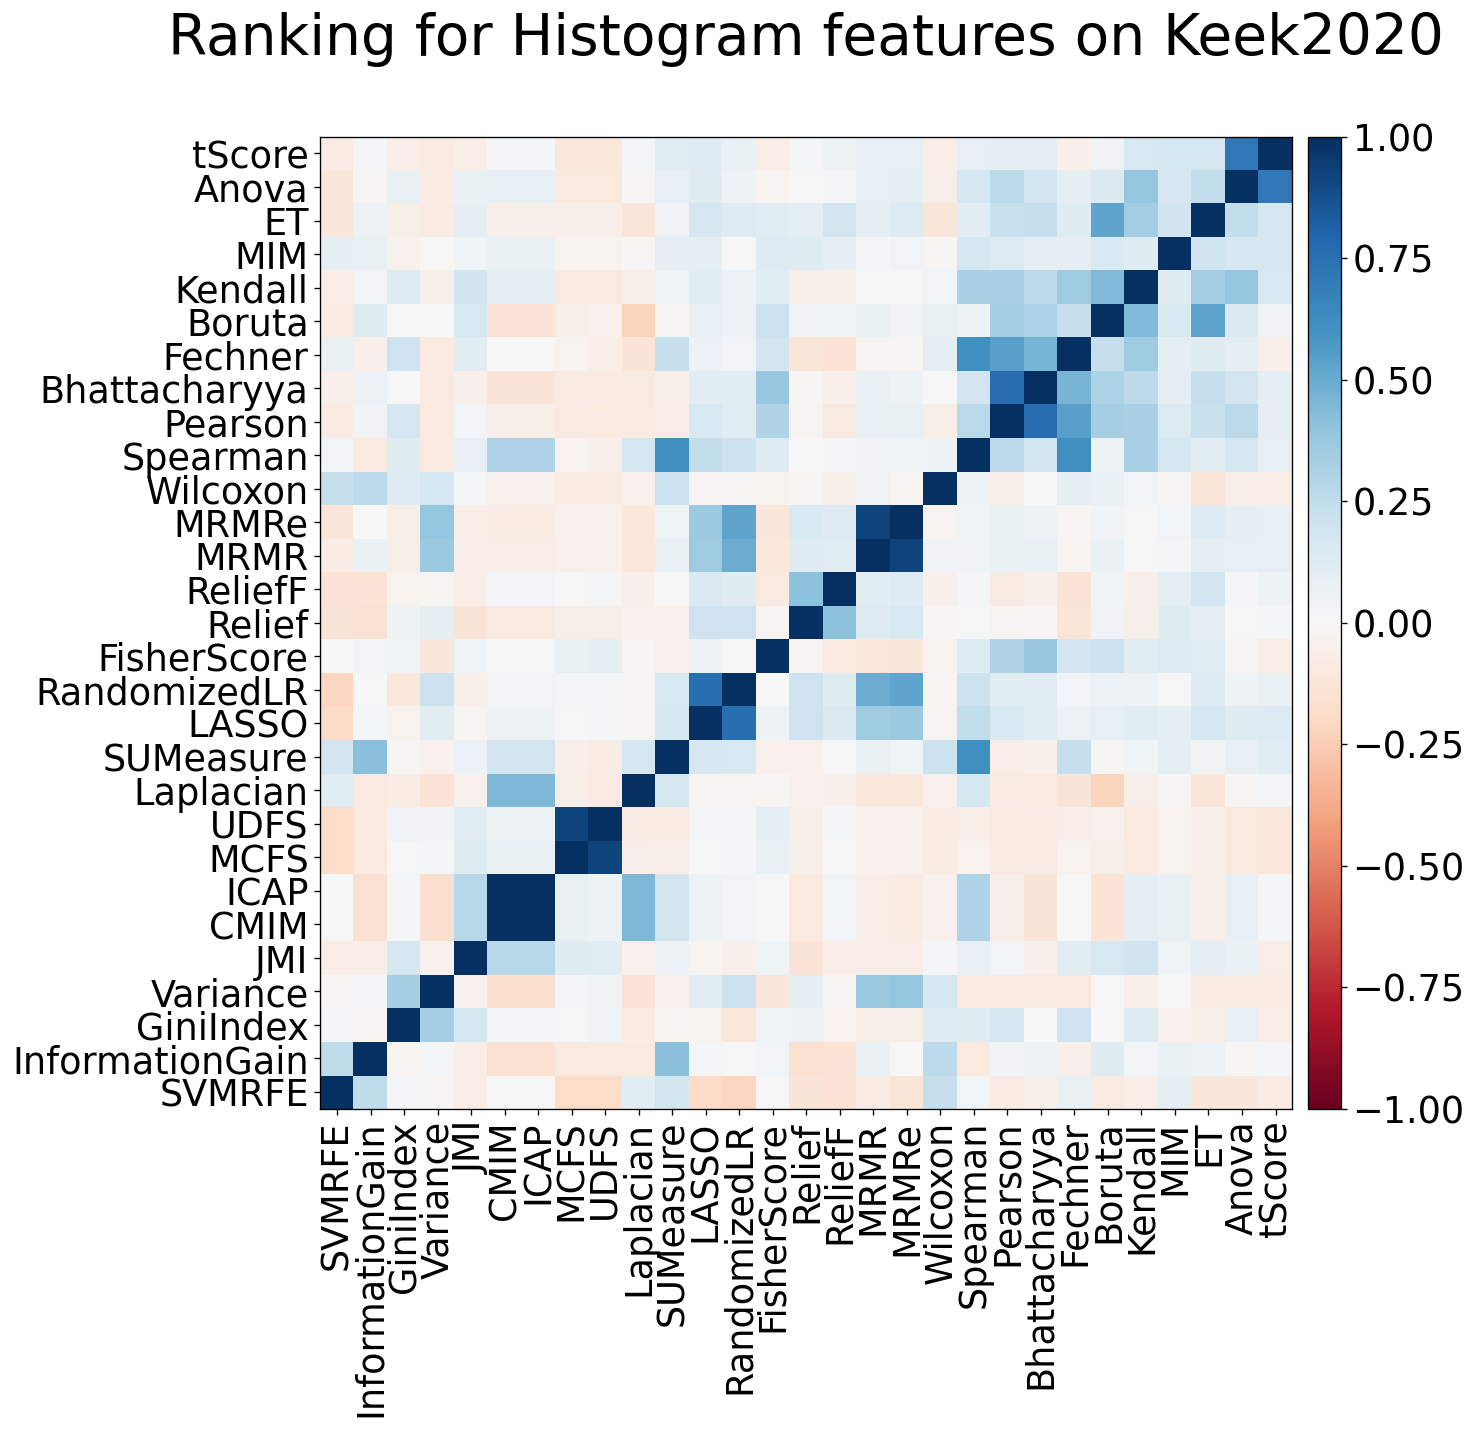 Ranking for Histogram features on Keek2020
tScore
Anova
ET
MIM
Kendall
Boruta
Fechner
Bhattacharyya
Pearson
Spearman
Wilcoxon
MRMRe
MRMR
ReliefF
Relief
FisherScore
RandomizedLR
LASSO
SUMeasure
Laplacian
UDFS
MCFS
ICAP
CMIM
JMI
Variance
GiniIndex
InformationGain
SVMRFE
SVMRFE
InformationGain
GiniIndex
Variance
JMI
CMIM
ICAP
MCFS
UDFS
Laplacian
SUMeasure
LASSO
RandomizedLR
FisherScore
Relief
ReliefF
MRMR
MRMRe
Wilcoxon
Spearman
Pearson
Bhattacharyya
Fechner
Boruta
Kendall
MIM
ET
Anova
tScore
1.00
0.75
0.50
0.25
0.00
−0.25
−0.50
−0.75
−1.00